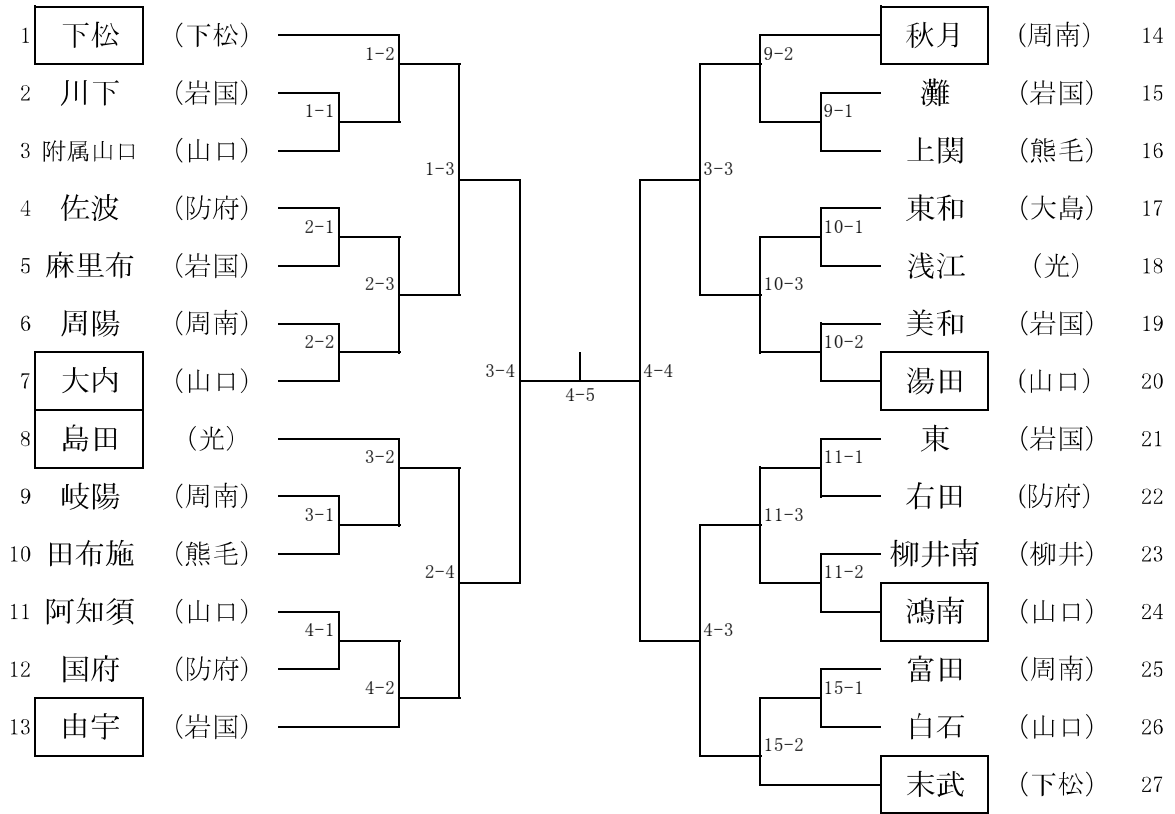 1 下松 (下松) 1-2 9-2 秋月 (周南) 14
2 川下 (岩国) 1-1 9-1 灘 (岩国) 15
3 附属山口 (山口) 1-3 3-3 上関 (熊毛) 16
4 佐波 (防府) 2-1 10-1 東和 (大島) 17
5 麻里布 (岩国) 2-3 10-3 浅江 (光) 18
6 周陽 (周南) 2-2 10-2 美和 (岩国) 19
7 大内 (山口) 3-4 4-5 4-4 湯田 (山口) 20
8 島田 (光) 3-2 11-1 東 (岩国) 21
9 岐陽 (周南) 3-1 11-3 右田 (防府) 22
10 田布施 (熊毛) 2-4 11-2 柳井南 (柳井) 23
11 阿知須 (山口) 4-1 4-3 鴻南 (山口) 24
12 国府 (防府) 4-2 15-1 富田 (周南) 25
13 由宇 (岩国) 15-2 白石 (山口) 26
末武 (下松) 27